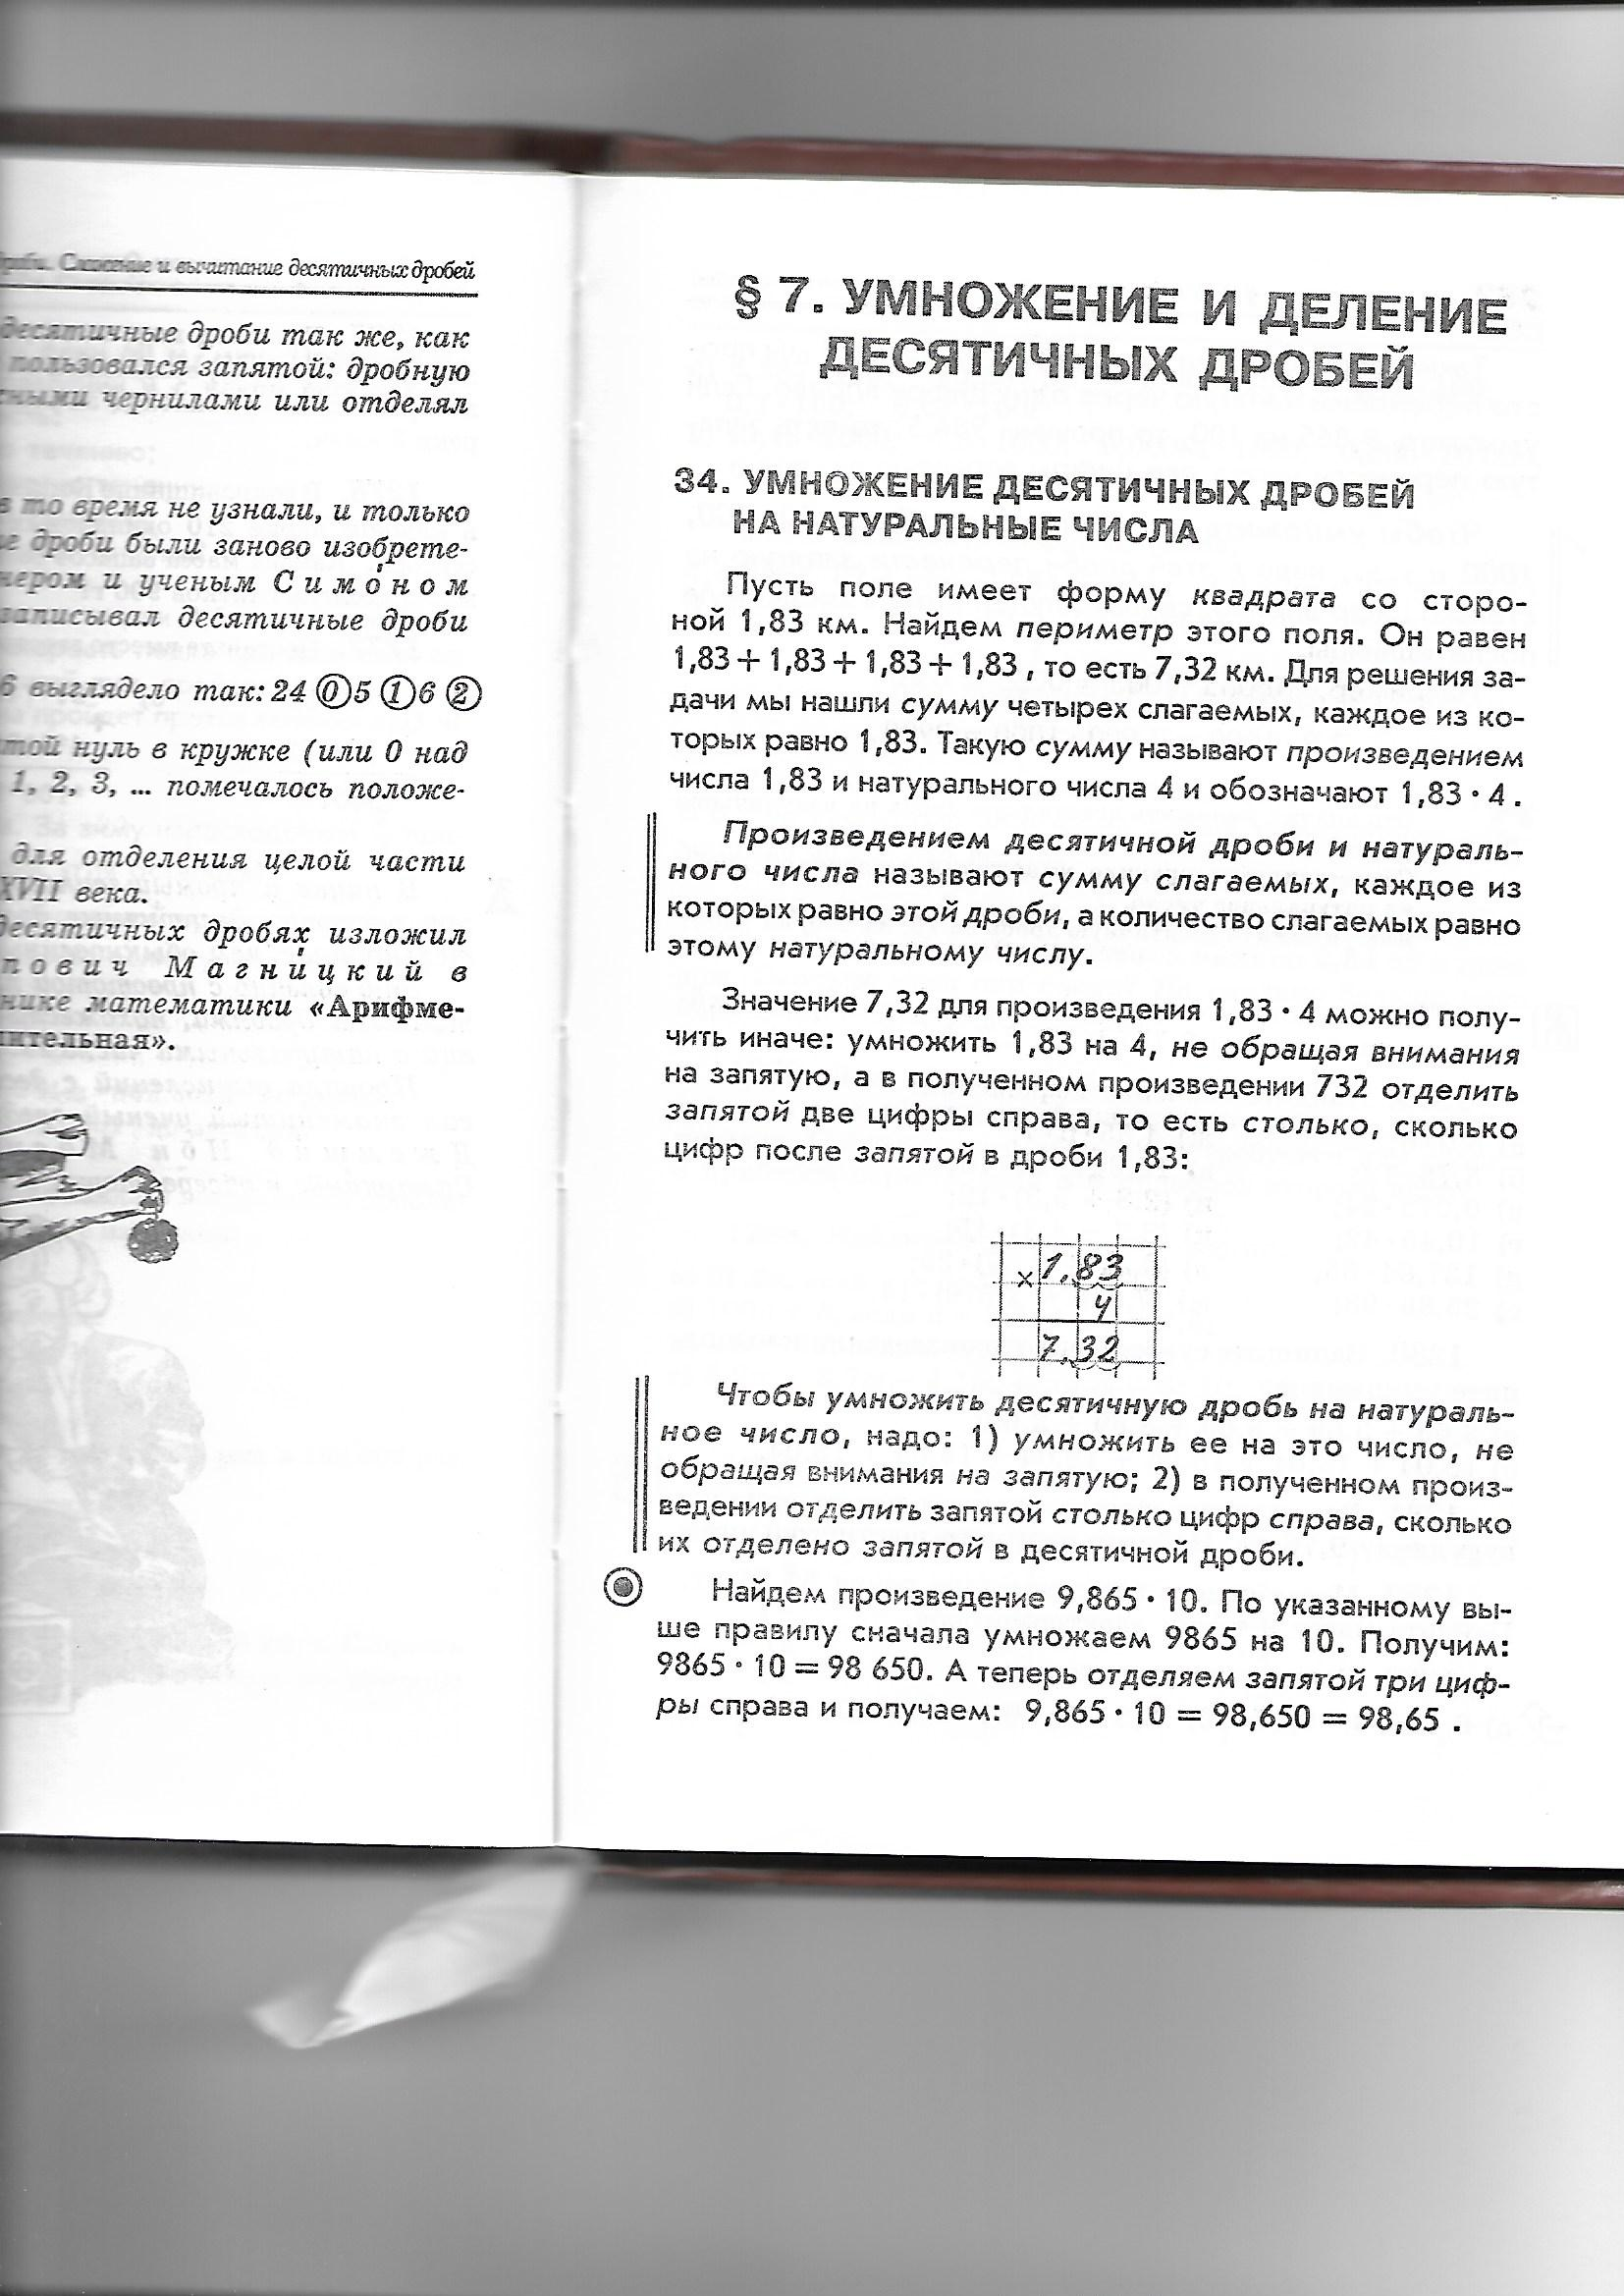 Сложение и вычитание десятичных дробей
десятичные дроби так же, как
пользовался запятой: дробную
чернилами или отделял
в то время не узнали, и только
дроби были заново изобрете-
и ученым Симо́ном
записывал десятичные дроби
6 выглядело так: 24 ⓪5 ①6 ②
той нуль в кружке (или 0 над
1, 2, 3, ... помечалось положе-
для отделения целой части
XVII века.
десятичных дробях изложил
пович Магни́цкий в
нике математики «Арифме-
ительная».
§ 7. УМНОЖЕНИЕ И ДЕЛЕНИЕ
ДЕСЯТИЧНЫХ ДРОБЕЙ
34. УМНОЖЕНИЕ ДЕСЯТИЧНЫХ ДРОБЕЙ
НА НАТУРАЛЬНЫЕ ЧИСЛА
Пусть поле имеет форму квадрата со сторо-
ной 1,83 км. Найдем периметр этого поля. Он равен
1,83 + 1,83 + 1,83 + 1,83 , то есть 7,32 км. Для решения за-
дачи мы нашли сумму четырех слагаемых, каждое из ко-
торых равно 1,83. Такую сумму называют произведением
числа 1,83 и натурального числа 4 и обозначают 1,83 · 4 .
Произведением десятичной дроби и натураль-
ного числа называют сумму слагаемых, каждое из
которых равно этой дроби, а количество слагаемых равно
этому натуральному числу.
Значение 7,32 для произведения 1,83 · 4 можно полу-
чить иначе: умножить 1,83 на 4, не обращая внимания
на запятую, а в полученном произведении 732 отделить
запятой две цифры справа, то есть столько, сколько
цифр после запятой в дроби 1,83:
× 1,83
4
7,32
Чтобы умножить десятичную дробь на натураль-
ное число, надо: 1) умножить ее на это число, не
обращая внимания на запятую; 2) в полученном произ-
ведении отделить запятой столько цифр справа, сколько
их отделено запятой в десятичной дроби.
Найдем произведение 9,865 · 10. По указанному вы-
ше правилу сначала умножаем 9865 на 10. Получим:
9865 · 10 = 98 650. А теперь отделяем запятой три циф-
ры справа и получаем: 9,865 · 10 = 98,650 = 98,65 .